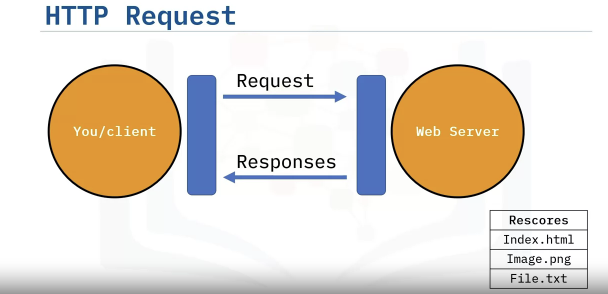 HTTP Request
Request
You/client
Web Server
Responses
Rescores
Index.html
Image.png
File.txt